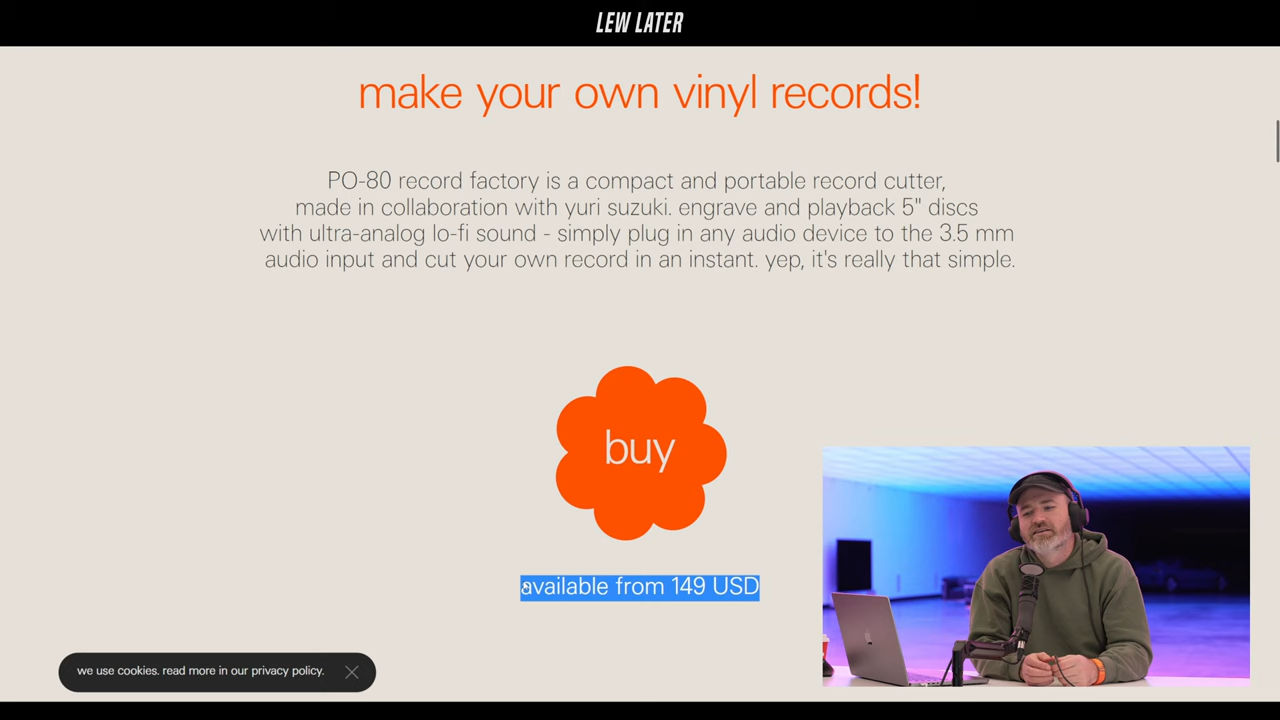 LEW LATER
make your own vinyl records!
PO-80 record factory is a compact and portable record cutter,
made in collaboration with yuri suzuki. engrave and playback 5" discs
with ultra-analog lo-fi sound - simply plug in any audio device to the 3.5 mm
audio input and cut your own record in an instant. yep, it's really that simple.
buy
available from 149 USD
we use cookies. read more in our privacy policy.